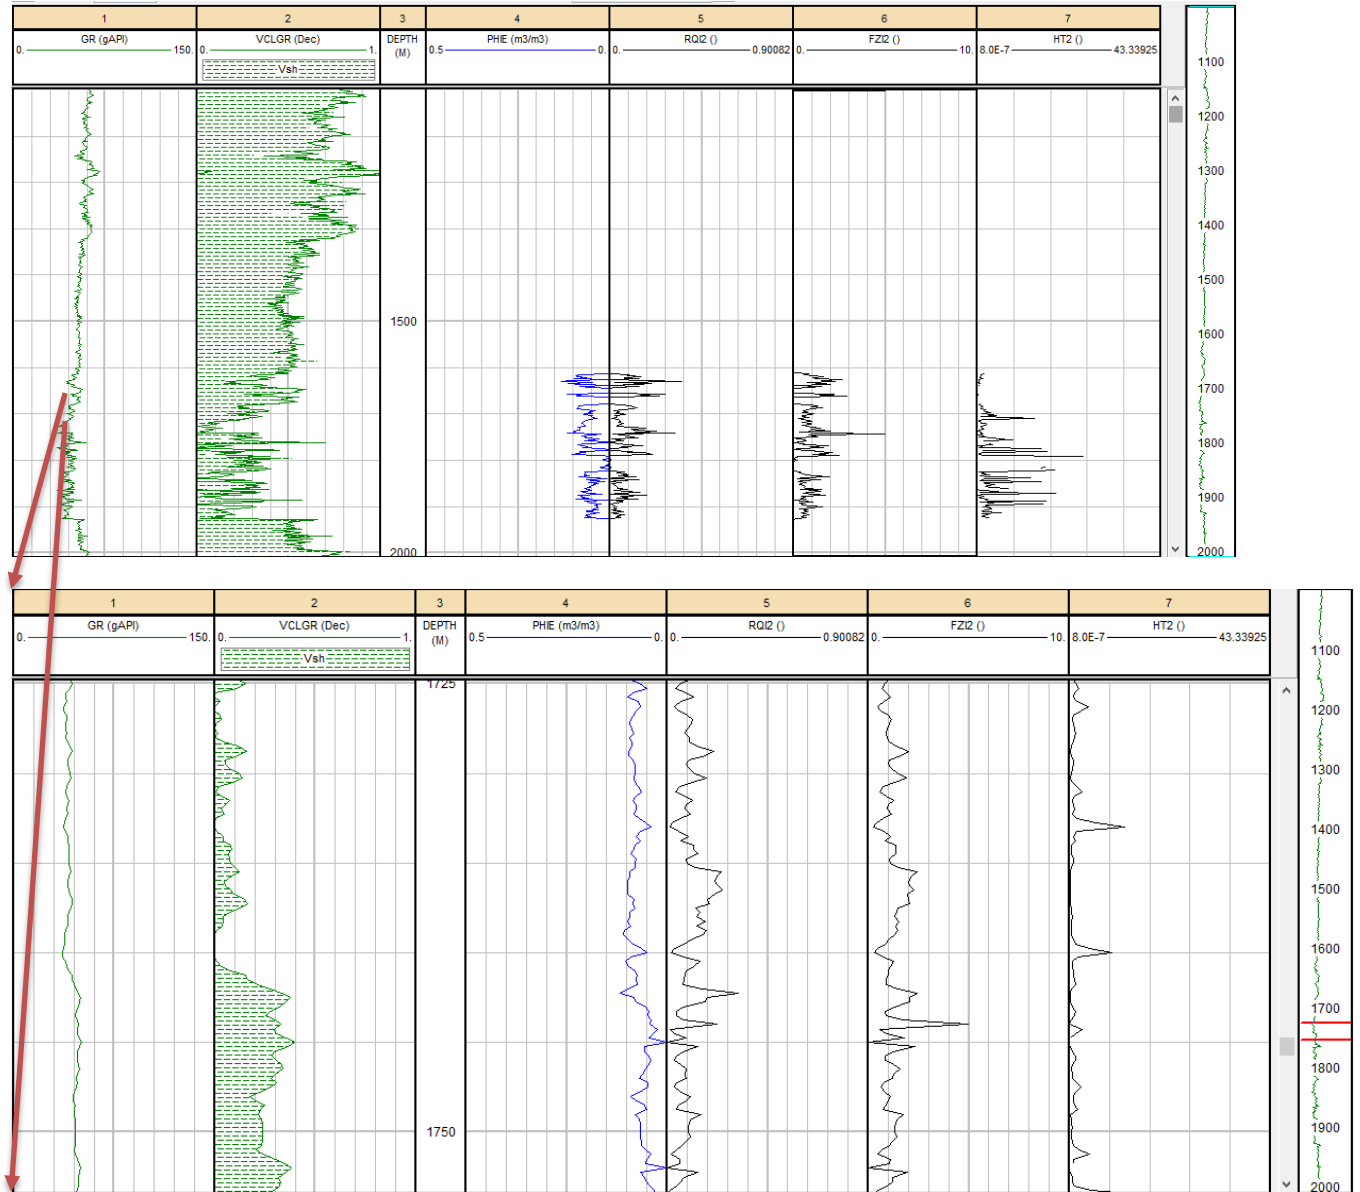 1 2 3 4 5 6 7
GR (gAPI) VCLGR (Dec) DEPTH PHIE (m3/m3) RQI2 () FZI2 () HT2 ()
0. 150. 0. 1. (M) 0.5 0. 0. 0.90082 0. 10. 8.0E-7 43.33925
Vsh
1100
1200
1300
1400
1500
1500
1600
1700
1800
1900
2000 2000
1 2 3 4 5 6 7
GR (gAPI) VCLGR (Dec) DEPTH PHIE (m3/m3) RQI2 () FZI2 () HT2 ()
0. 150. 0. 1. (M) 0.5 0. 0. 0.90082 0. 10. 8.0E-7 43.33925
Vsh
1100
1725
1200
1300
1400
1500
1600
1700
1800
1750 1900
2000